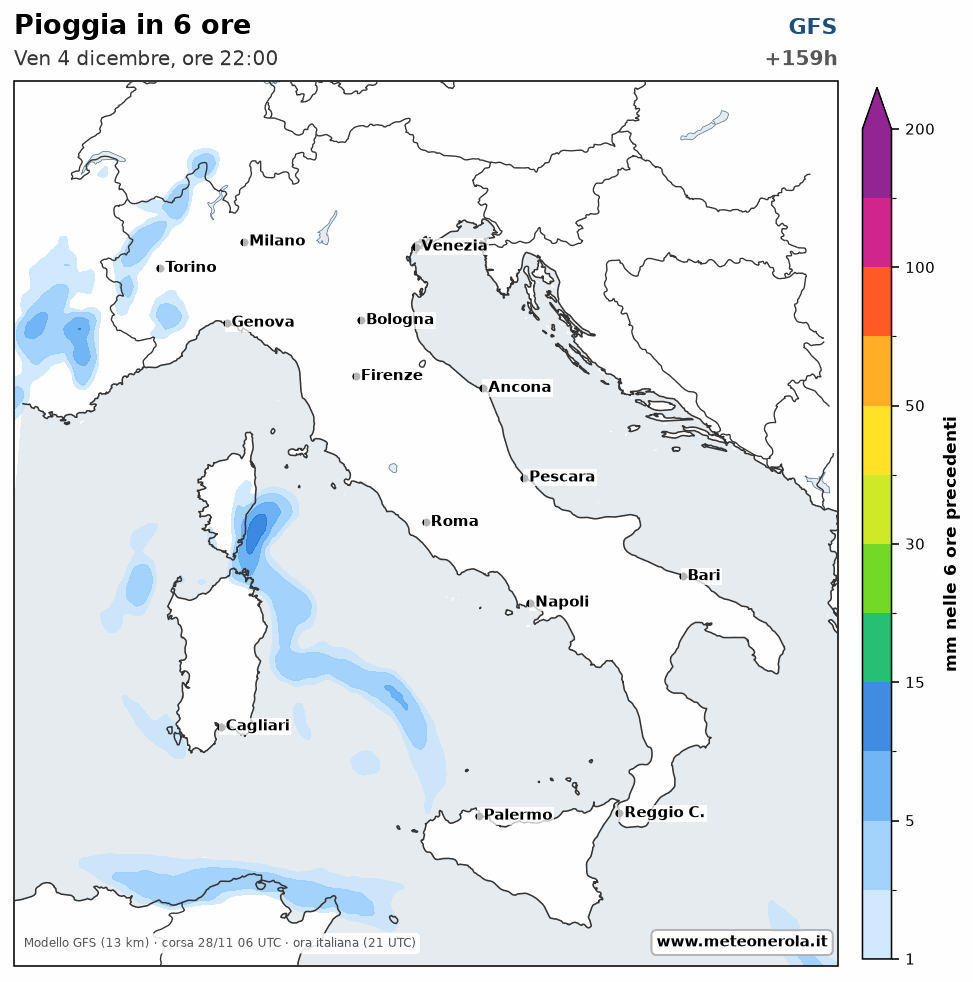 Pioggia in 6 ore
GFS
Ven 4 dicembre, ore 22:00
+159h
200
100
50
30
15
5
1
mm nelle 6 ore precedenti
Milano
Venezia
Torino
Genova
Bologna
Firenze
Ancona
Pescara
Roma
Bari
Napoli
Cagliari
Palermo
Reggio C.
Modello GFS (13 km) · corsa 28/11 06 UTC · ora italiana (21 UTC)
www.meteonerola.it